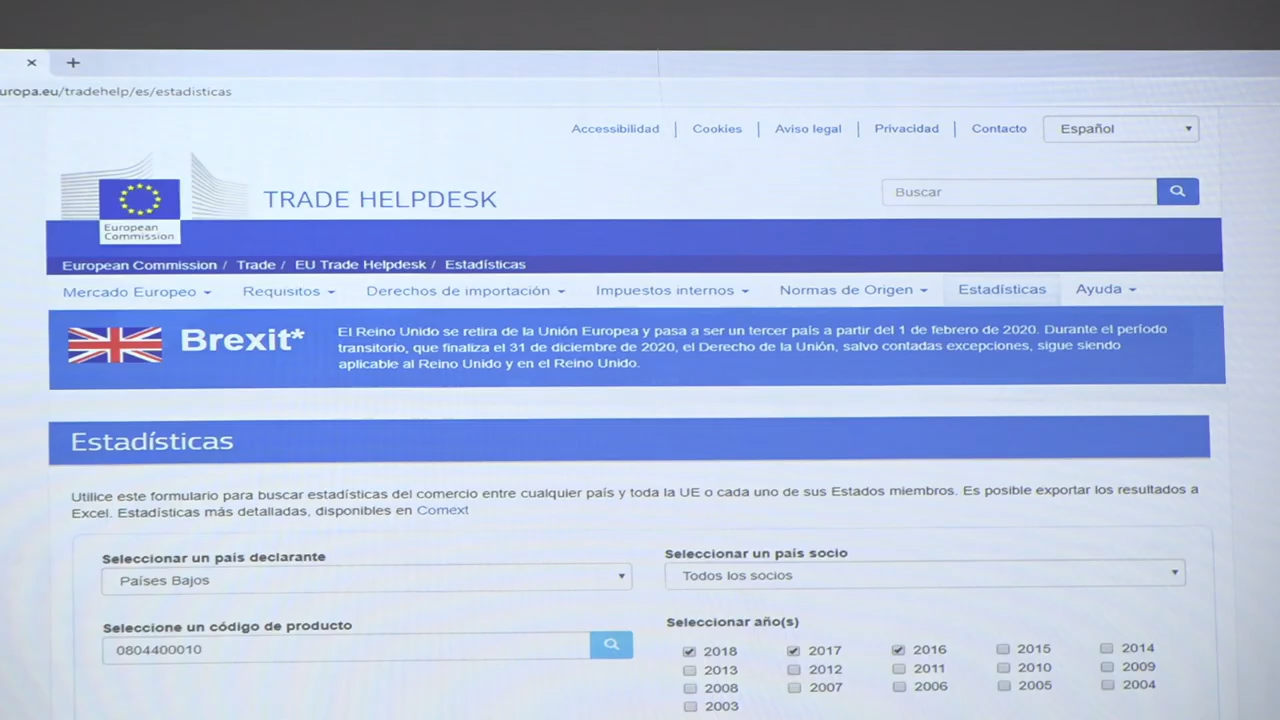 uropa.eu/tradehelp/es/estadisticas
Accessibilidad | Cookies | Aviso legal | Privacidad | Contacto Español
TRADE HELPDESK
Buscar
European
Commission
European Commission / Trade / EU Trade Helpdesk / Estadísticas
Mercado Europeo Requisitos Derechos de importación Impuestos internos Normas de Origen Estadísticas Ayuda
Brexit*
El Reino Unido se retira de la Unión Europea y pasa a ser un tercer país a partir del 1 de febrero de 2020. Durante el período
transitorio, que finaliza el 31 de diciembre de 2020, el Derecho de la Unión, salvo contadas excepciones, sigue siendo
aplicable al Reino Unido y en el Reino Unido.
Estadísticas
Utilice este formulario para buscar estadísticas del comercio entre cualquier país y toda la UE o cada uno de sus Estados miembros. Es posible exportar los resultados a
Excel. Estadísticas más detalladas, disponibles en Comext
Seleccionar un país declarante
Países Bajos
Seleccionar un país socio
Todos los socios
Seleccione un código de producto
0804400010
Seleccionar año(s)
2018 2017 2016 2015 2014
2013 2012 2011 2010 2009
2008 2007 2006 2005 2004
2003